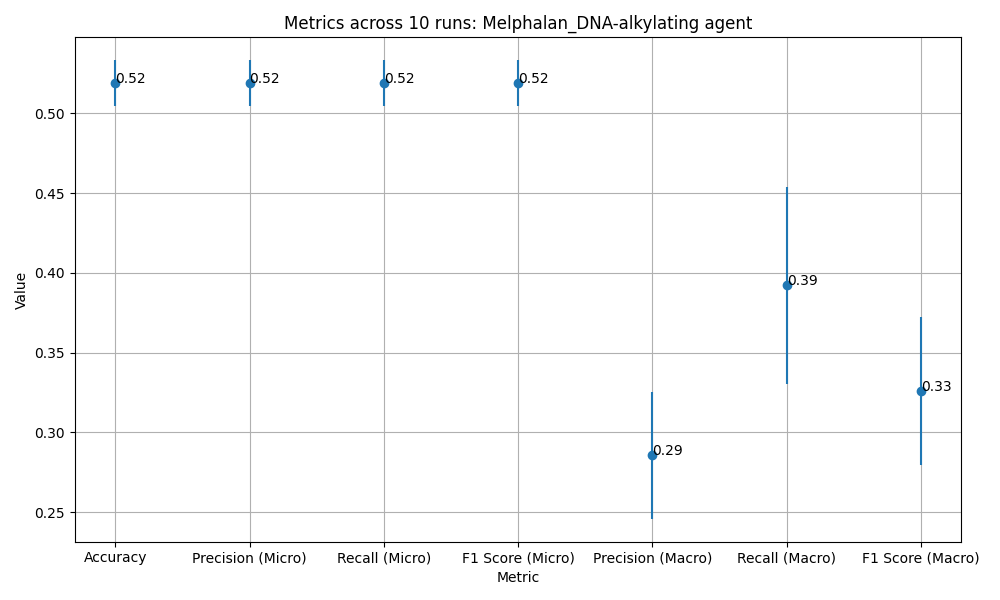 Metrics across 10 runs: Melphalan_DNA-alkylating agent
Value
0.50
0.45
0.40
0.35
0.30
0.25
0.52
0.52
0.52
0.52
0.29
0.39
0.33
Accuracy
Precision (Micro)
Recall (Micro)
F1 Score (Micro)
Precision (Macro)
Recall (Macro)
F1 Score (Macro)
Metric